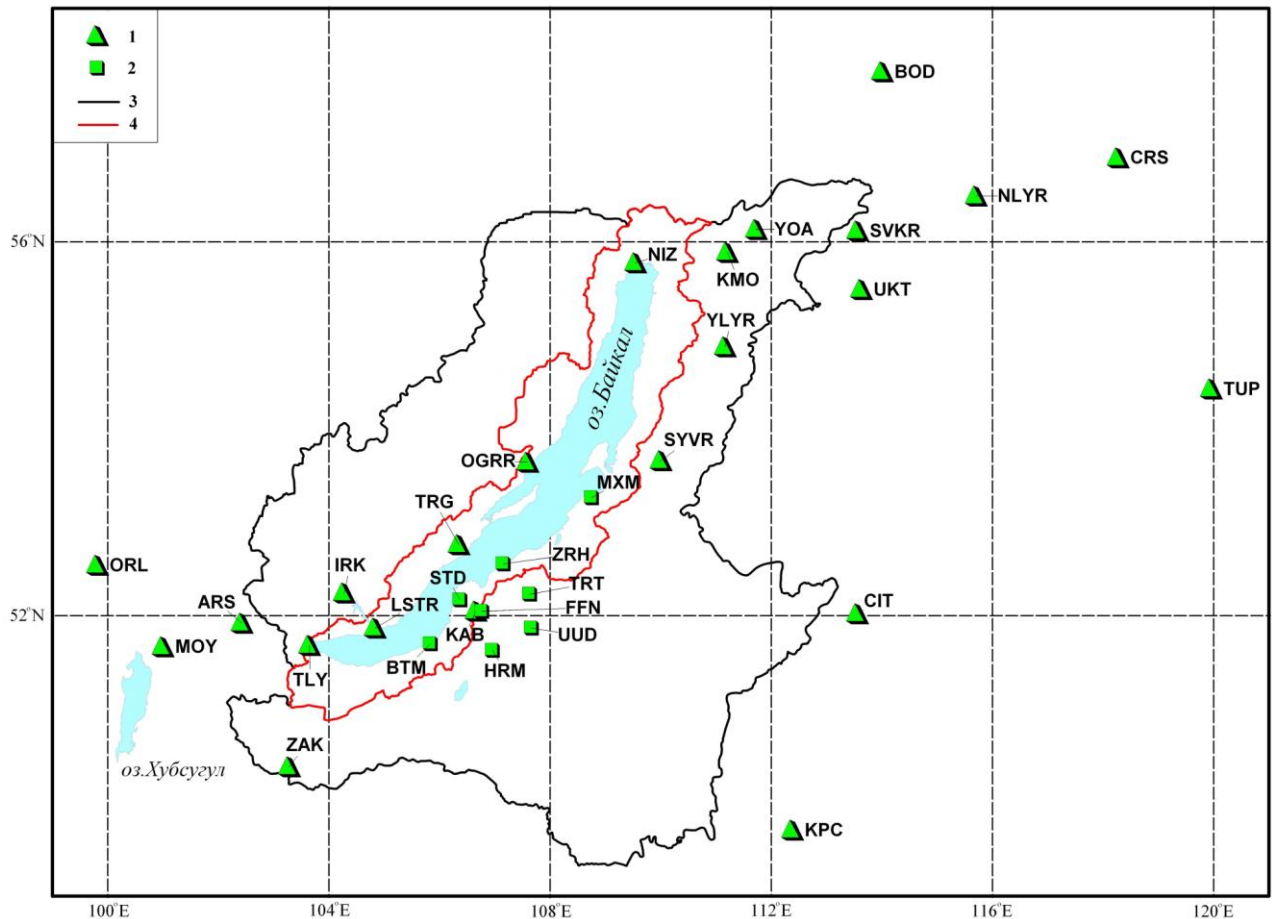 1
2
3
4
BOD
CRS
NLYR
YOA
SVKR
56°N
NIZ
KMO
UKT
YLYR
оз.Байкал
TUP
SYVR
OGRR
MXM
TRG
ZRH
ORL
IRK
STD
TRT
ARS
LSTR
FFN
CIT
52°N
KAB
UUD
MOY
BTM
HRM
TLY
ZAK
оз.Хубсугул
KPC
100°E
104°E
108°E
112°E
116°E
120°E